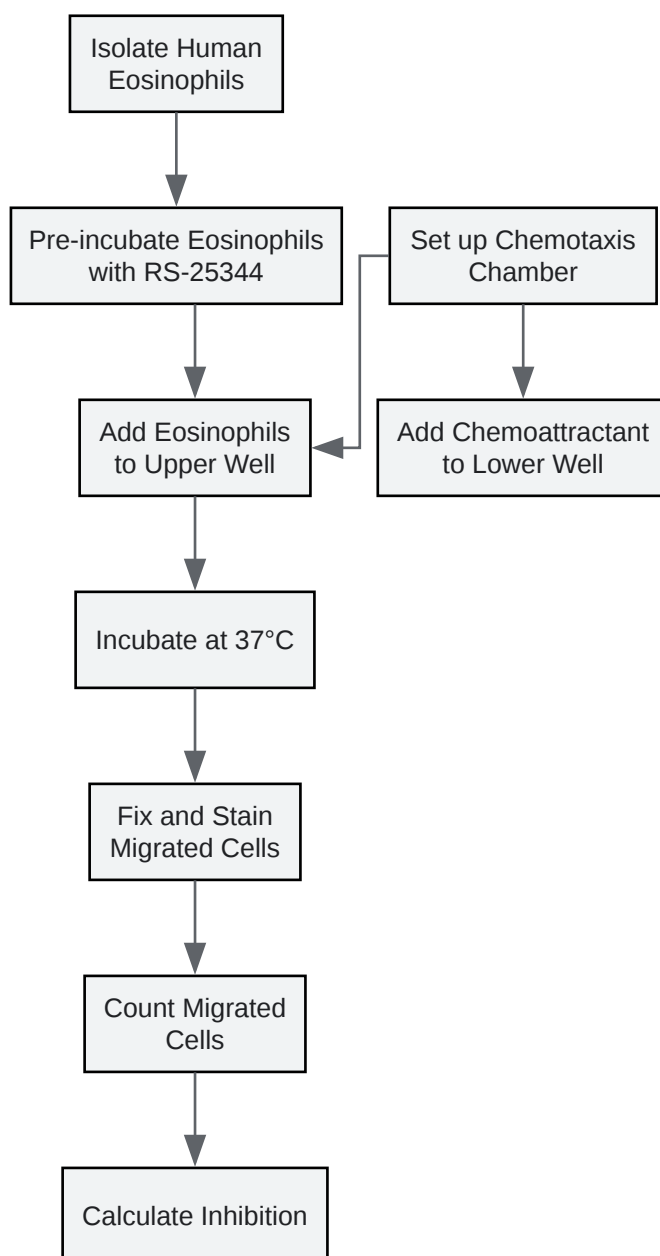 Isolate Human
Eosinophils
Pre-incubate Eosinophils
with RS-25344
Set up Chemotaxis
Chamber
Add Eosinophils
to Upper Well
Add Chemoattractant
to Lower Well
Incubate at 37°C
Fix and Stain
Migrated Cells
Count Migrated
Cells
Calculate Inhibition